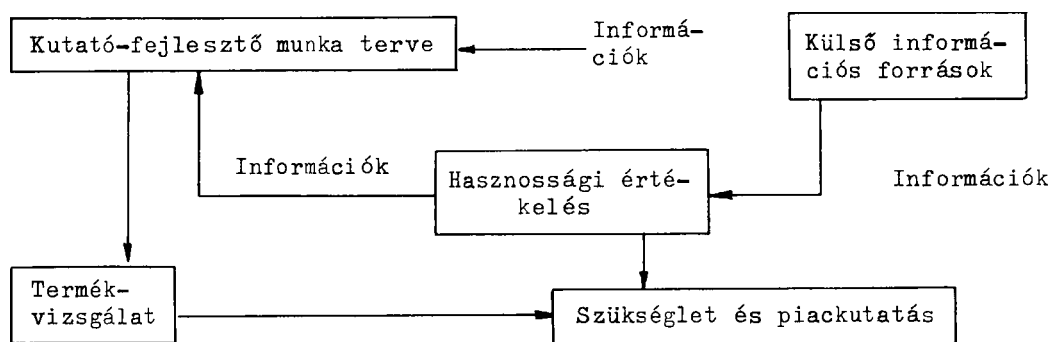 Kutató-fejlesztő munka terve
Informá-
ciók
Külső informá-
ciós források
Információk
Hasznossági érté-
kelés
Információk
Termék-
vizsgálat
Szükséglet és piackutatás